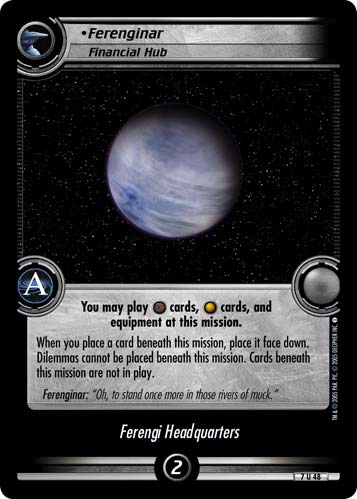 •Ferenginar
Financial Hub
A
You may play cards, cards, and
equipment at this mission.
When you place a card beneath this mission, place it face down.
Dilemmas cannot be placed beneath this mission. Cards beneath
this mission are not in play.
Ferenginar: "Oh, to stand once more in those rivers of muck."
Ferengi Headquarters
2
7 U 48